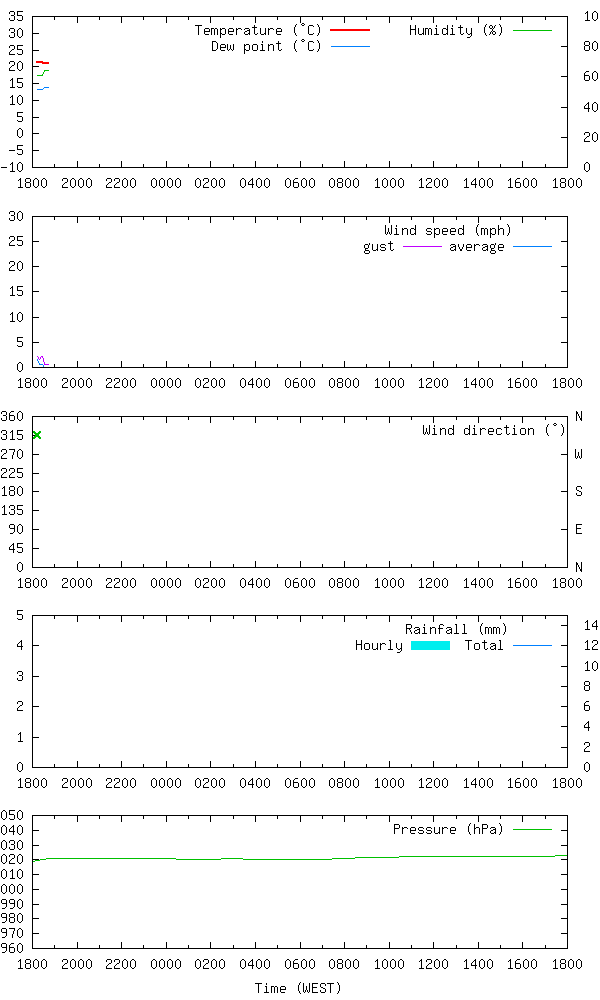 35 Temperature (˚C) Humidity (%) 10
30 Dew point (˚C) 80
25
20 60
15
10 40
5
0 20
-5
-10 0
1800 2000 2200 0000 0200 0400 0600 0800 1000 1200 1400 1600 1800
30
Wind speed (mph)
25 gust average
20
15
10
5
0
1800 2000 2200 0000 0200 0400 0600 0800 1000 1200 1400 1600 1800
360 N
315 Wind direction (˚)
270 W
225
180 S
135
90 E
45
0 N
1800 2000 2200 0000 0200 0400 0600 0800 1000 1200 1400 1600 1800
5
Rainfall (mm) 14
4 Hourly Total 12
10
3 8
2 6
4
1 2
0 0
1800 2000 2200 0000 0200 0400 0600 0800 1000 1200 1400 1600 1800
050
040 Pressure (hPa)
030
020
010
000
990
980
970
960
1800 2000 2200 0000 0200 0400 0600 0800 1000 1200 1400 1600 1800
Time (WEST)